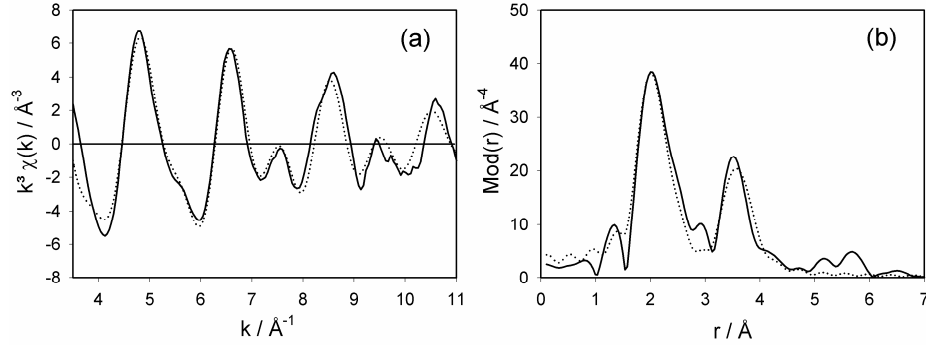 (a)
8
6
4
2
0
-2
-4
-6
-8
k³ χ(k) / Å⁻³
4 5 6 7 8 9 10 11
k / Å⁻¹
(b)
50
40
30
20
10
0
Mod(r) / Å⁻⁴
0 1 2 3 4 5 6 7
r / Å